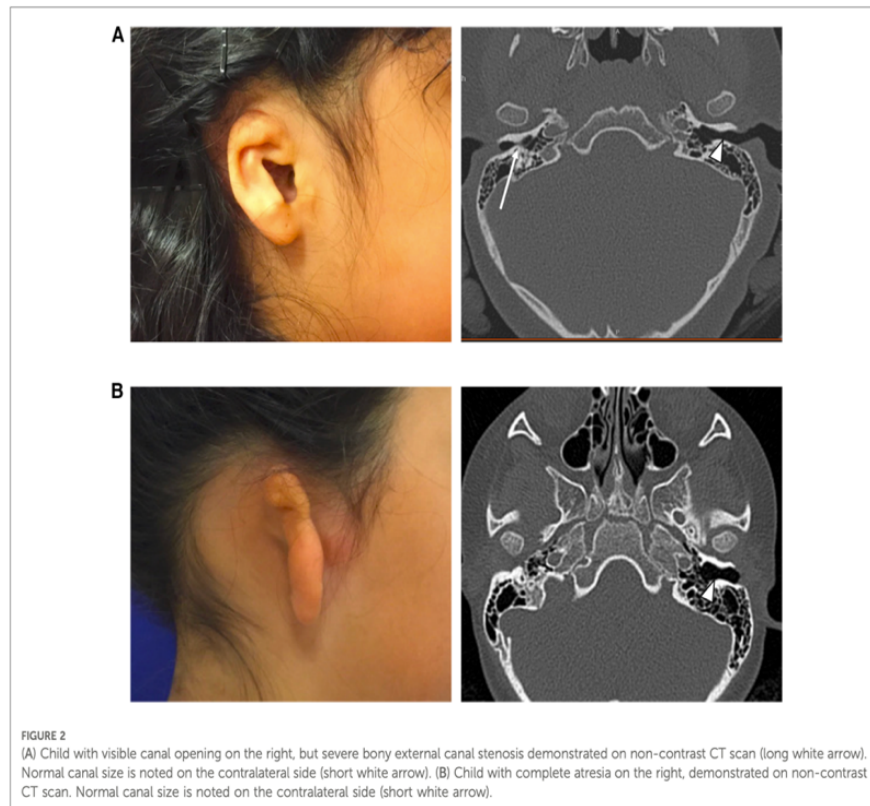 A
B
FIGURE 2
(A) Child with visible canal opening on the right, but severe bony external canal stenosis demonstrated on non-contrast CT scan (long white arrow).
Normal canal size is noted on the contralateral side (short white arrow). (B) Child with complete atresia on the right, demonstrated on non-contrast
CT scan. Normal canal size is noted on the contralateral side (short white arrow).